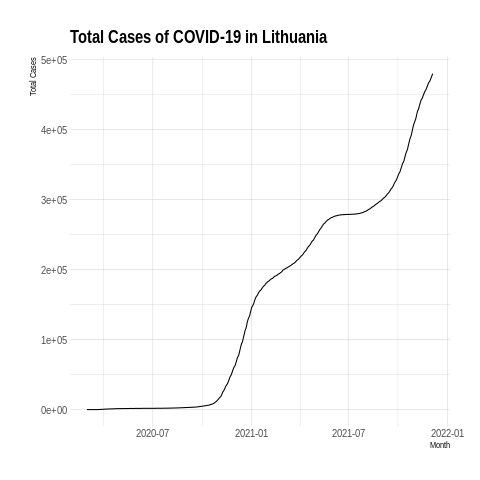 Total Cases of COVID-19 in Lithuania
Total Cases
5e+05
4e+05
3e+05
2e+05
1e+05
0e+00
2020-07
2021-01
2021-07
2022-01
Month